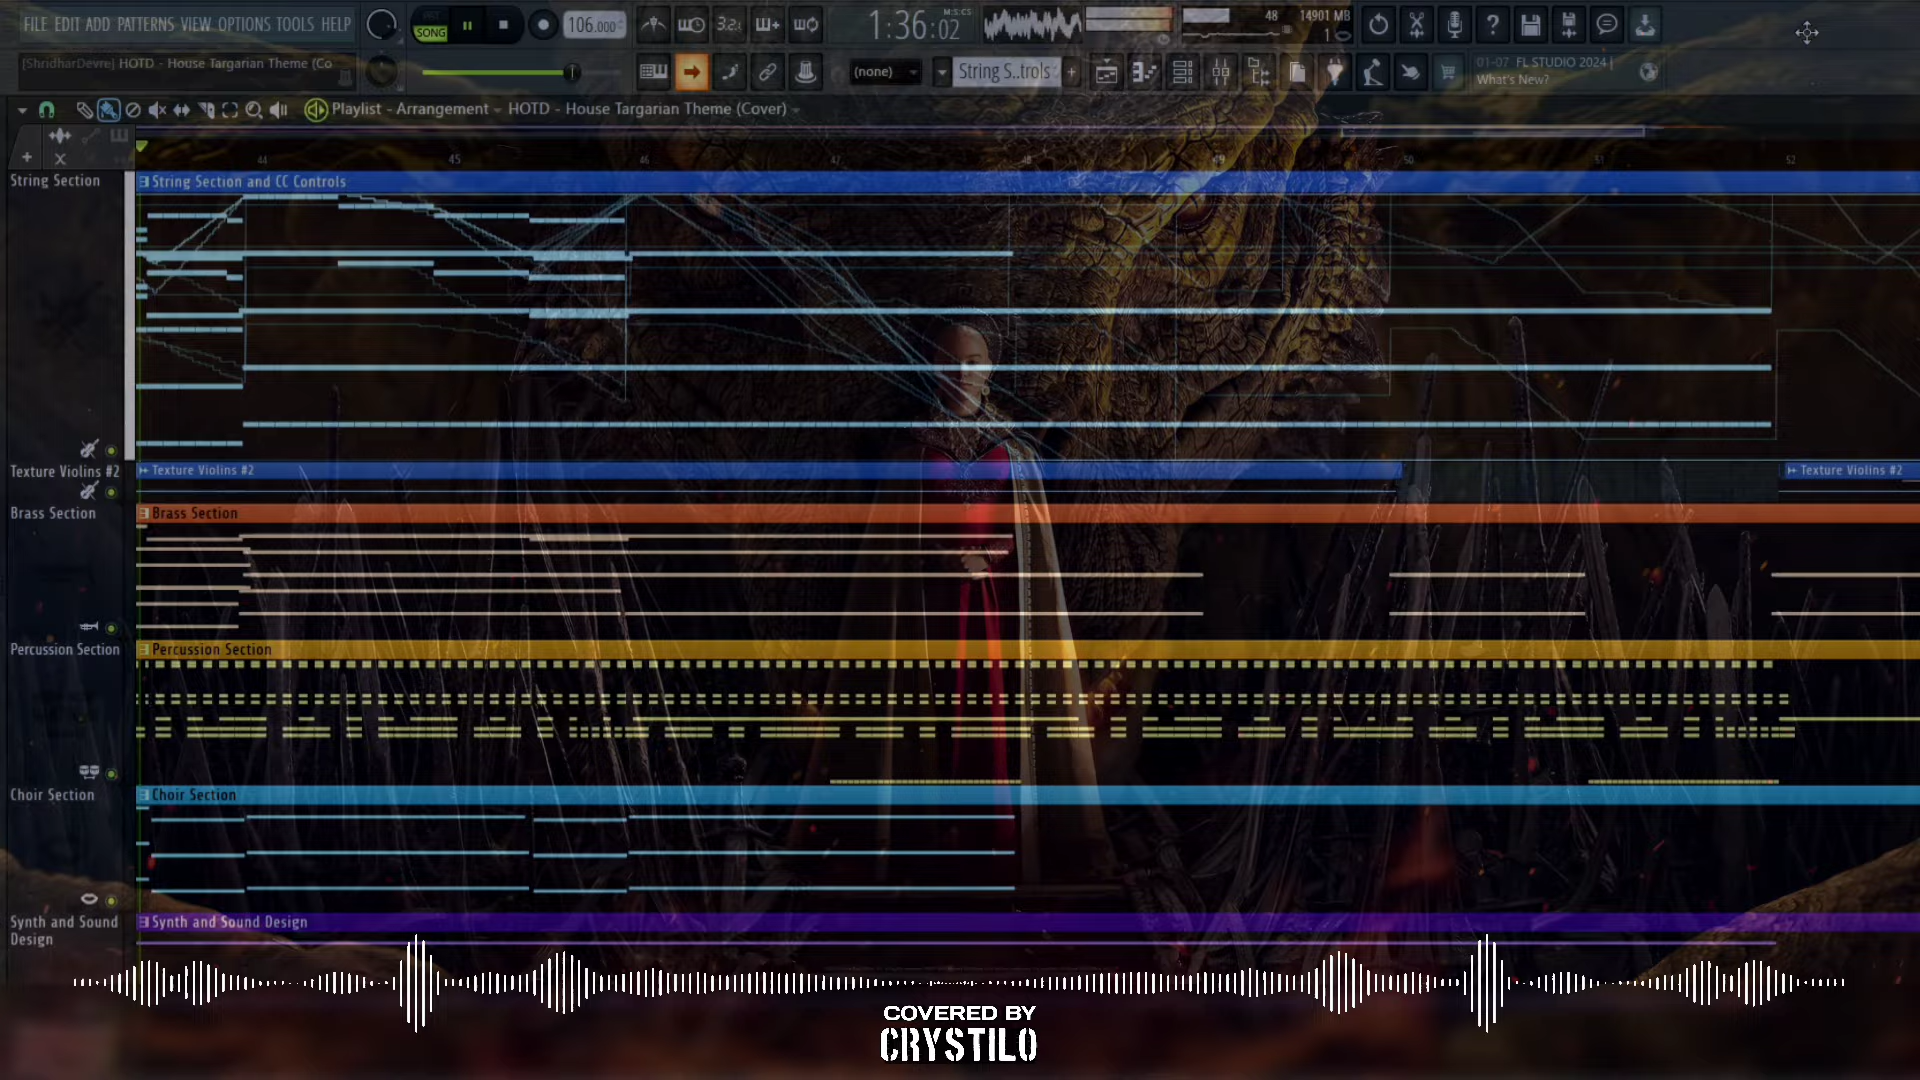 FILE EDIT ADD PATTERNS VIEW OPTIONS TOOLS HELP
SONG
106.000
3.2
1:36:02
M:S:CS
48
14901 MB
1
[ShridharDevre] HOTD - House Targarian Theme (Co
(none)
String S..trols
+
01-07 FL STUDIO 2024 |
What's New?
Playlist - Arrangement - HOTD - House Targarian Theme (Cover)
44 45 46 47 48 49 50 51 52
String Section
String Section and CC Controls
Texture Violins #2
Texture Violins #2
Texture Violins #2
Brass Section
Brass Section
Percussion Section
Percussion Section
Choir Section
Choir Section
Synth and Sound
Design
Synth and Sound Design
COVERED BY
CRYSTILO